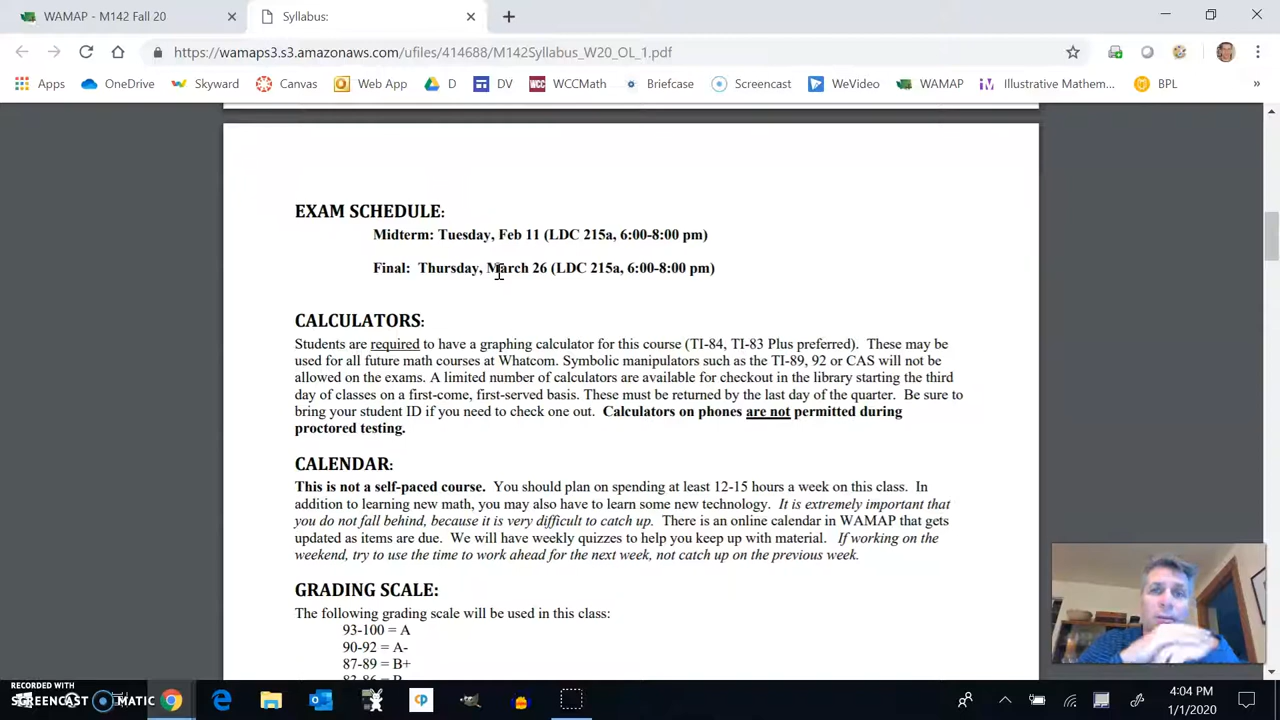 WAMAP - M142 Fall 20
Syllabus:
https://wamaps3.s3.amazonaws.com/ufiles/414688/M142Syllabus_W20_OL_1.pdf
Apps OneDrive Skyward Canvas Web App D DV WCCMath Briefcase Screencast WeVideo WAMAP Illustrative Mathem... BPL »
EXAM SCHEDULE:
Midterm: Tuesday, Feb 11 (LDC 215a, 6:00-8:00 pm)
Final: Thursday, March 26 (LDC 215a, 6:00-8:00 pm)
CALCULATORS:
Students are required to have a graphing calculator for this course (TI-84, TI-83 Plus preferred). These may be
used for all future math courses at Whatcom. Symbolic manipulators such as the TI-89, 92 or CAS will not be
allowed on the exams. A limited number of calculators are available for checkout in the library starting the third
day of classes on a first-come, first-served basis. These must be returned by the last day of the quarter. Be sure to
bring your student ID if you need to check one out. Calculators on phones are not permitted during
proctored testing.
CALENDAR:
This is not a self-paced course. You should plan on spending at least 12-15 hours a week on this class. In
addition to learning new math, you may also have to learn some new technology. It is extremely important that
you do not fall behind, because it is very difficult to catch up. There is an online calendar in WAMAP that gets
updated as items are due. We will have weekly quizzes to help you keep up with material. If working on the
weekend, try to use the time to work ahead for the next week, not catch up on the previous week.
GRADING SCALE:
The following grading scale will be used in this class:
93-100 = A
90-92 = A-
87-89 = B+
83-86 = B
RECORDED WITH
SCREENCAST MATIC
4:04 PM
1/1/2020